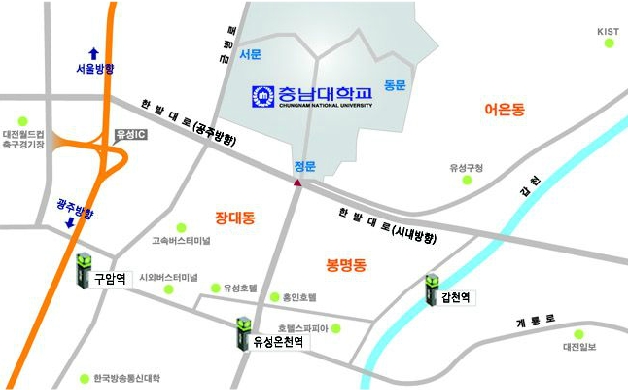 KIST
궁병로
서문
서울방향
동문
충남대학교
CHUNGNAM NATIONAL UNIVERSITY
어은동
한밭대로(공주방향)
대전월드컵
축구경기장
유성IC
정문
유성구청
갑천
광주방향
장대동
한밭대로(시내방향)
고속버스터미널
봉명동
구암역
시외버스터미널
유성호텔
홍인호텔
갑천역
호텔스파피아
계룡로
유성온천역
대전일보
한국방송통신대학